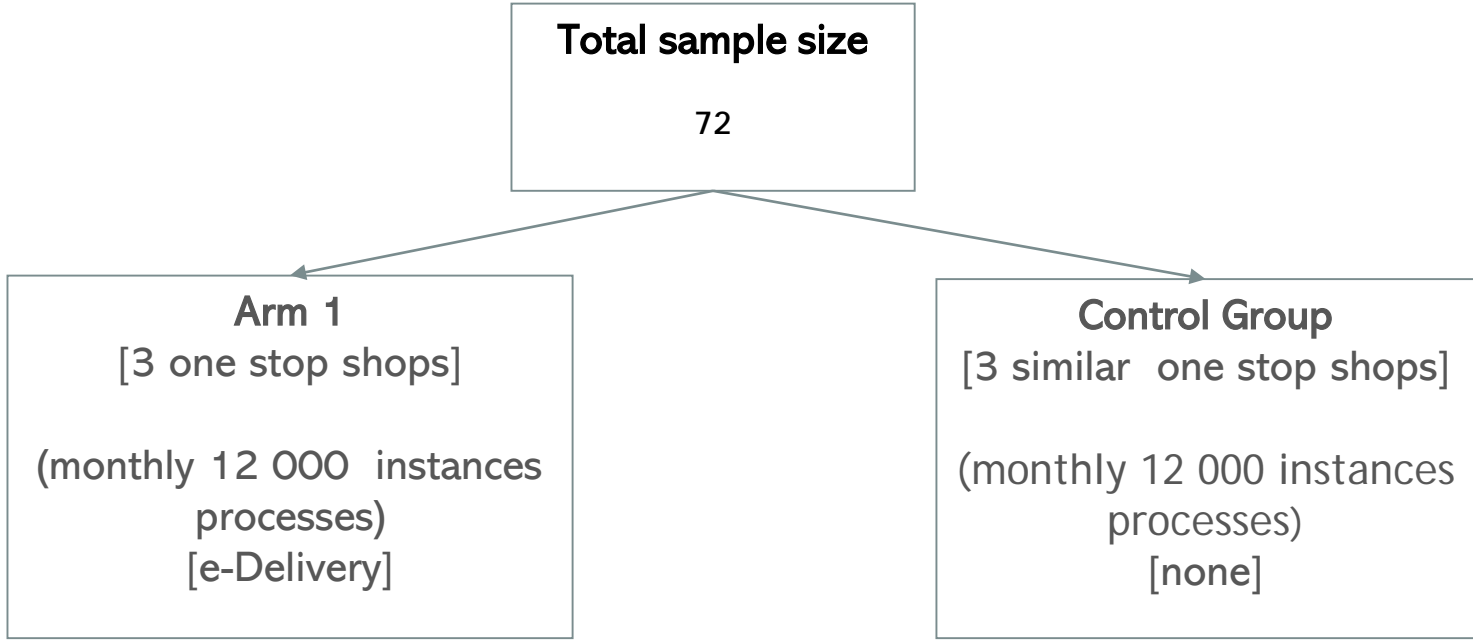 Total sample size
72
Arm 1
[3 one stop shops]
(monthly 12 000 instances
processes)
[e-Delivery]
Control Group
[3 similar one stop shops]
(monthly 12 000 instances
processes)
[none]